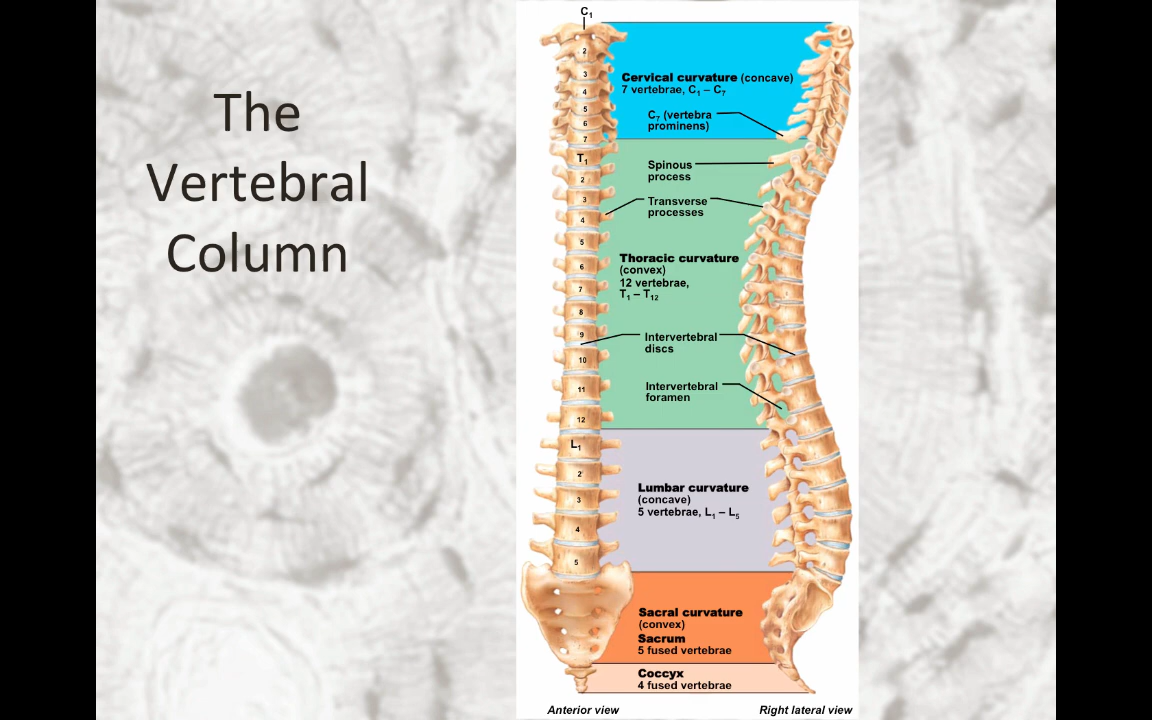 The
Vertebral
Column
C₁
2
3
4
5
6
7
T₁
2
3
4
5
6
7
8
9
10
11
12
L₁
2
3
4
5
Cervical curvature (concave)
7 vertebrae, C₁ – C₇
C₇ (vertebra
prominens)
Spinous
process
Transverse
processes
Thoracic curvature
(convex)
12 vertebrae,
T₁ – T₁₂
Intervertebral
discs
Intervertebral
foramen
Lumbar curvature
(concave)
5 vertebrae, L₁ – L₅
Sacral curvature
(convex)
Sacrum
5 fused vertebrae
Coccyx
4 fused vertebrae
Anterior view
Right lateral view